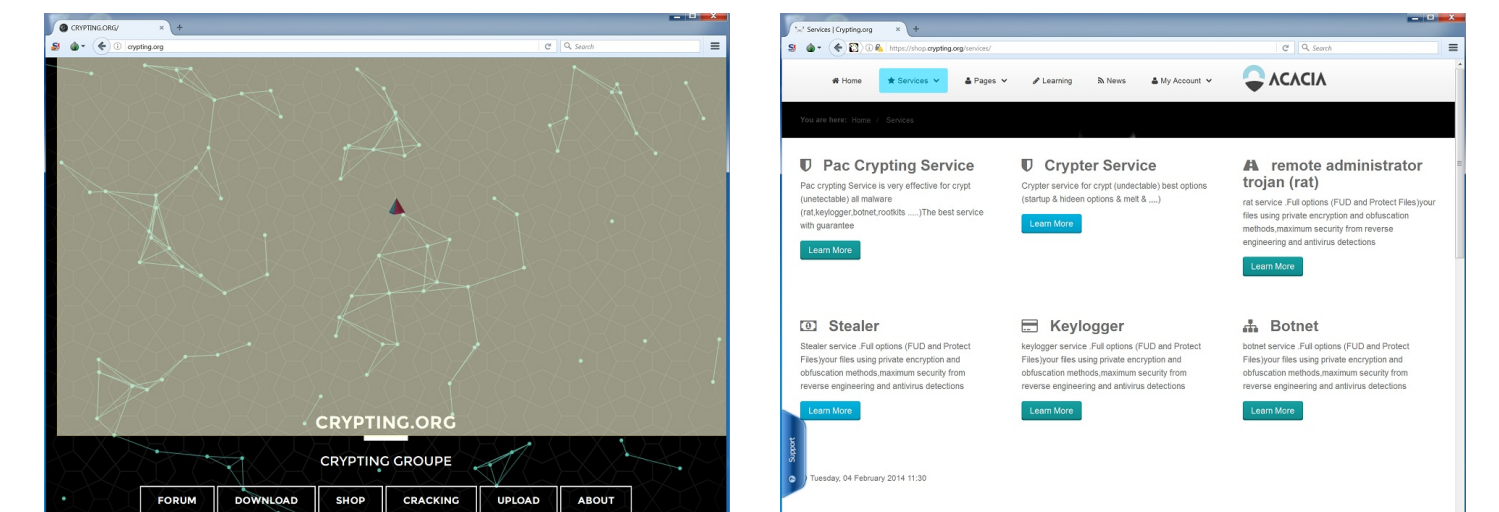 CRYPTING.ORG/
crypting.org
Search
CRYPTING.ORG
CRYPTING GROUPE
FORUM
DOWNLOAD
SHOP
CRACKING
UPLOAD
ABOUT
Services | Crypting.org
https://shop.crypting.org/services/
Search
Home
Services
Pages
Learning
News
My Account
ACACIA
You are here: Home / Services
Pac Crypting Service
Pac crypting Service is very effective for crypt
(unetectable) all malware
(rat,keylogger,botnet,rootkits .....)The best service
with guarantee
Learn More
Crypter Service
Crypter service for crypt (undectable) best options
(startup & hideen options & melt & ,...)
Learn More
remote administrator
trojan (rat)
rat service .Full options (FUD and Protect Files)your
files using private encryption and obfuscation
methods,maximum security from reverse
engineering and antivirus detections
Learn More
Stealer
Stealer service .Full options (FUD and Protect
Files)your files using private encryption and
obfuscation methods,maximum security from
reverse engineering and antivirus detections
Learn More
Keylogger
keylogger service .Full options (FUD and Protect
Files)your files using private encryption and
obfuscation methods,maximum security from
reverse engineering and antivirus detections
Learn More
Botnet
botnet service .Full options (FUD and Protect
Files)your files using private encryption and
obfuscation methods,maximum security from
reverse engineering and antivirus detections
Learn More
Support
Tuesday, 04 February 2014 11:30